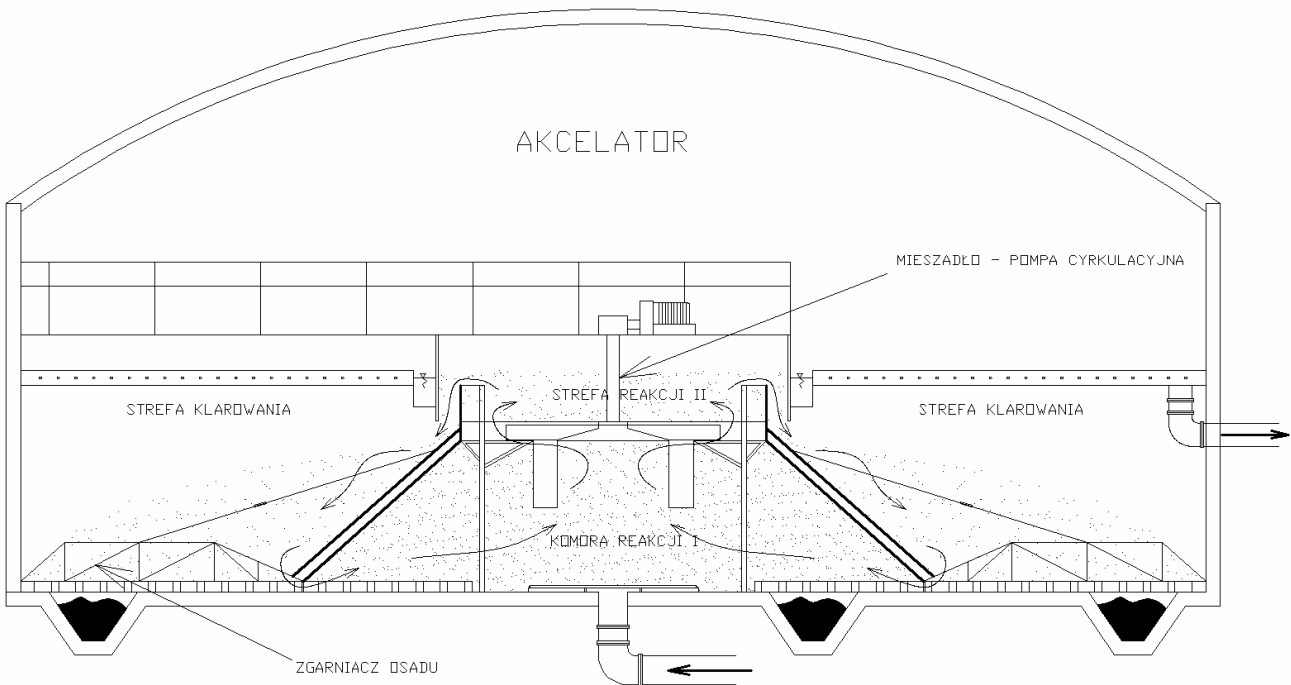 AKCELATOR
MIESZADŁO - POMPA CYRKULACYJNA
STREFA REAKCJI II
STREFA KLAROWANIA
STREFA KLAROWANIA
KOMORA REAKCJI I
ZGARNIACZ OSADU